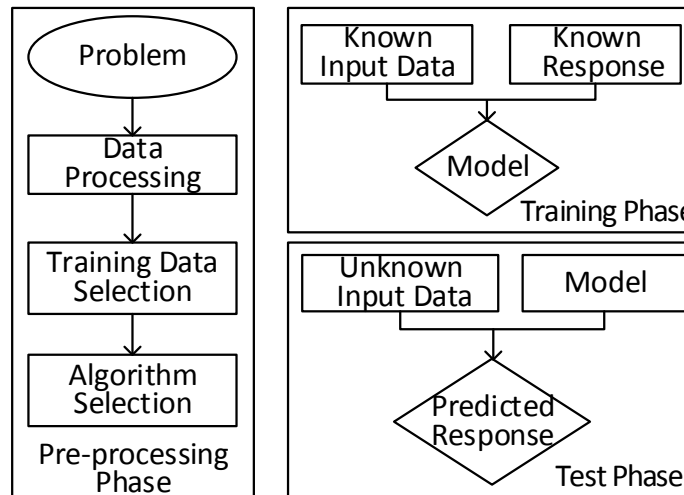 Problem
Data
Processing
Training Data
Selection
Algorithm
Selection
Pre-processing
Phase
Known
Input Data
Known
Response
Model
Training Phase
Unknown
Input Data
Model
Predicted
Response
Test Phase